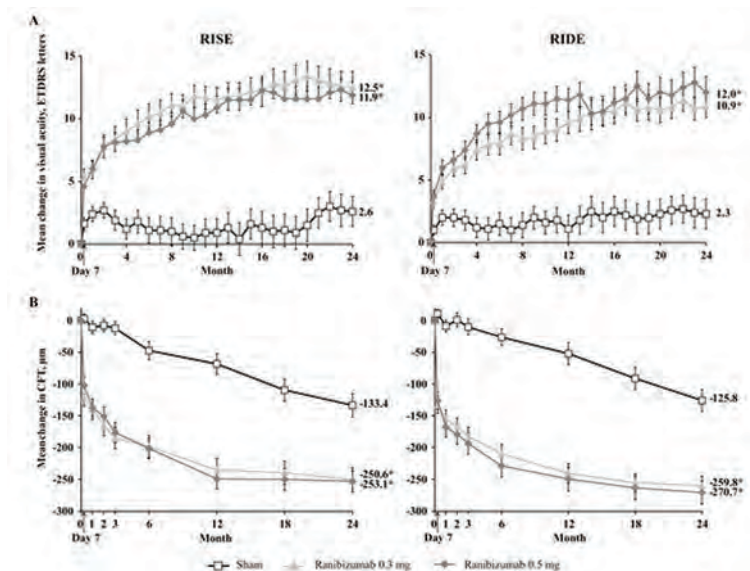 A
RISE
RIDE
Mean change in visual acuity, ETDRS letters
15
10
5
0
12.5*
11.9*
2.6
0 4 8 12 16 20 24
Day 7 Month
15
10
5
0
12.0*
10.9*
2.3
0 4 8 12 16 20 24
Day 7 Month
B
Mean change in CFT, μm
0
-50
-100
-150
-200
-250
-300
-133.4
-250.6*
-253.1*
0 1 2 3 6 12 18 24
Day 7 Month
0
-50
-100
-150
-200
-250
-300
-125.8
-259.8*
-270.7*
0 1 2 3 6 12 18 24
Day 7 Month
Sham Ranibizumab 0.3 mg Ranibizumab 0.5 mg